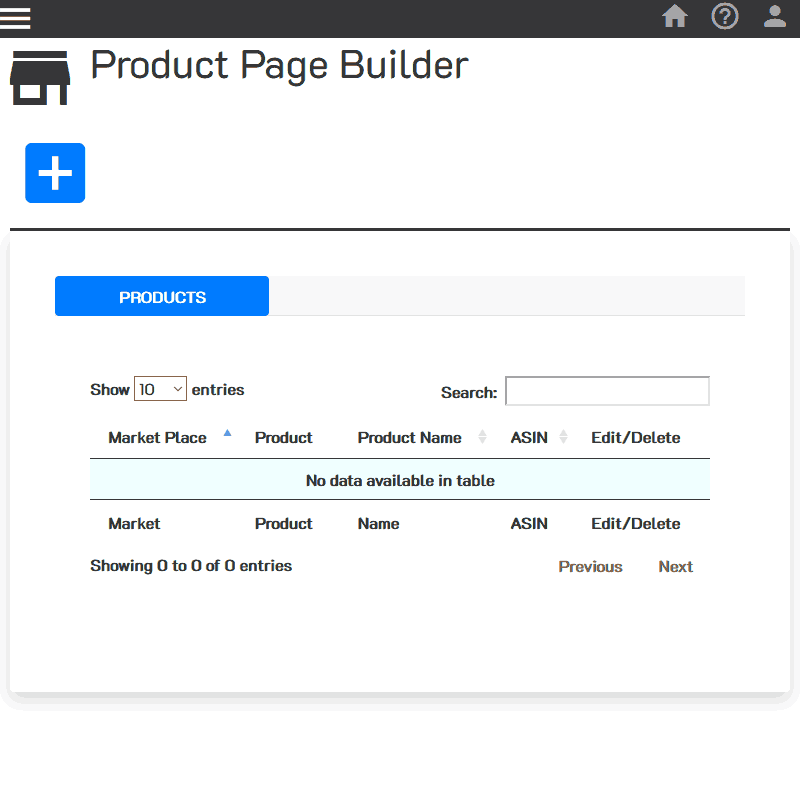 Product Page Builder
PRODUCTS
Show 10 entries
Search:
Market Place Product Product Name ASIN Edit/Delete
No data available in table
Market Product Name ASIN Edit/Delete
Showing 0 to 0 of 0 entries
Previous Next